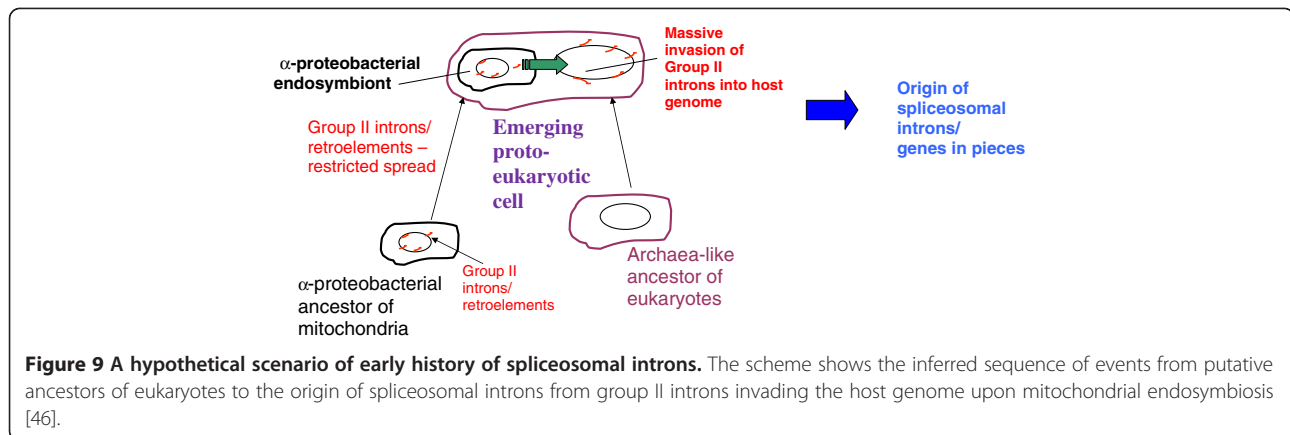 α-proteobacterial
endosymbiont
Massive
invasion of
Group II
introns into host
genome
Origin of
spliceosomal
introns/
genes in pieces
Group II introns/
retroelements –
restricted spread
Emerging
proto-
eukaryotic
cell
α-proteobacterial
ancestor of
mitochondria
Group II
introns/
retroelements
Archaea-like
ancestor of
eukaryotes
Figure 9 A hypothetical scenario of early history of spliceosomal introns. The scheme shows the inferred sequence of events from putative
ancestors of eukaryotes to the origin of spliceosomal introns from group II introns invading the host genome upon mitochondrial endosymbiosis
[46].